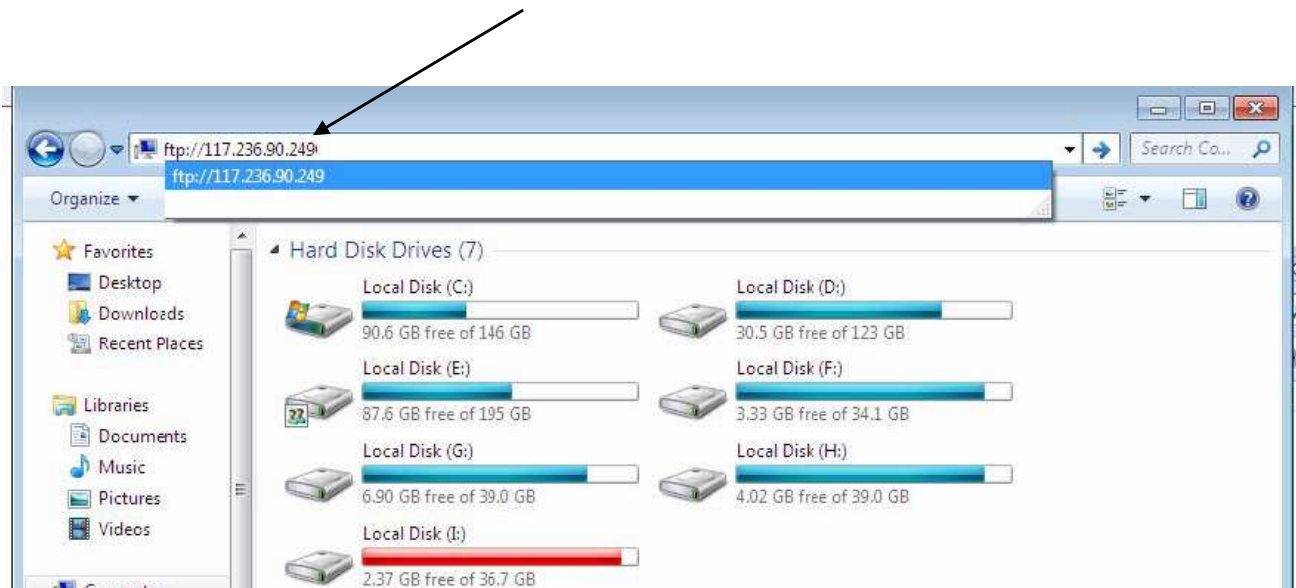 ftp://117.236.90.249
Search Co...
ftp://117.236.90.249
Organize
Favorites
Desktop
Downloads
Recent Places
Libraries
Documents
Music
Pictures
Videos
Hard Disk Drives (7)
Local Disk (C:)
90.6 GB free of 146 GB
Local Disk (D:)
30.5 GB free of 123 GB
Local Disk (E:)
87.6 GB free of 195 GB
Local Disk (F:)
3.33 GB free of 34.1 GB
Local Disk (G:)
6.90 GB free of 39.0 GB
Local Disk (H:)
4.02 GB free of 39.0 GB
Local Disk (I:)
2.37 GB free of 36.7 GB